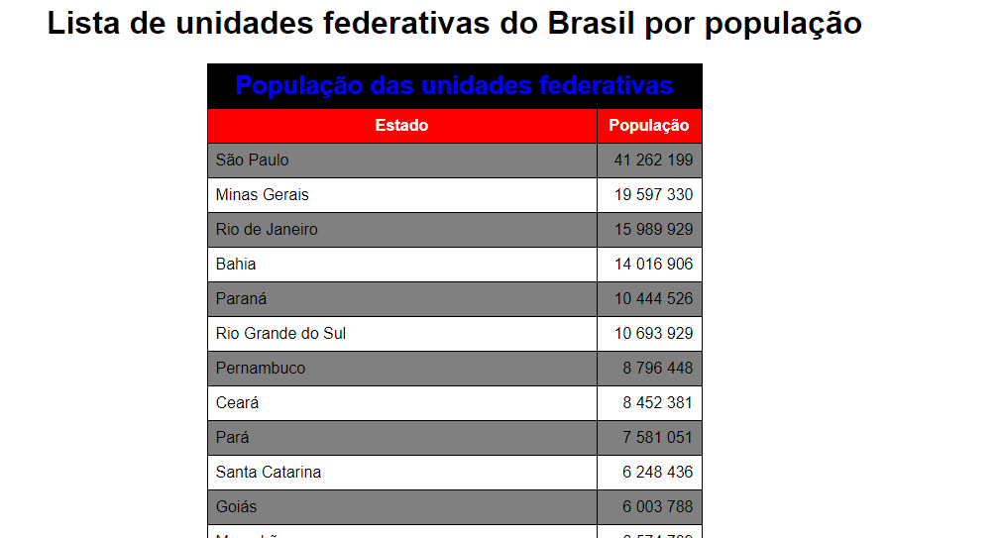 Lista de unidades federativas do Brasil por população
População das unidades federativas
Estado População
São Paulo 41 262 199
Minas Gerais 19 597 330
Rio de Janeiro 15 989 929
Bahia 14 016 906
Paraná 10 444 526
Rio Grande do Sul 10 693 929
Pernambuco 8 796 448
Ceará 8 452 381
Pará 7 581 051
Santa Catarina 6 248 436
Goiás 6 003 788